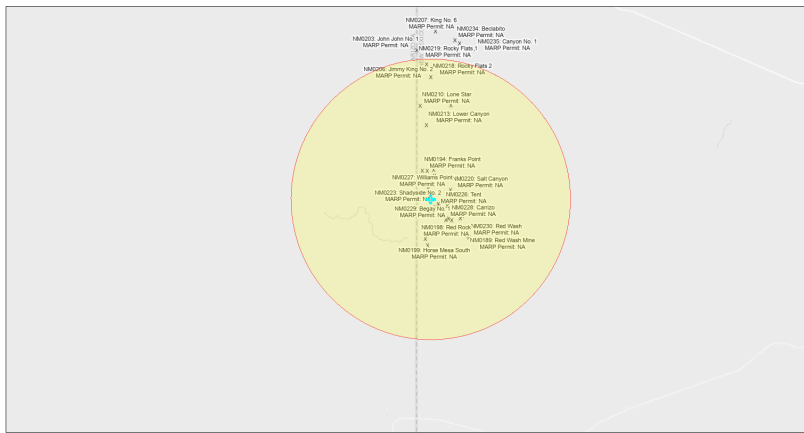 NM0207: King No. 6
MARP Permit: NA
NM0234: Beclabito
MARP Permit: NA
NM0203: John John No. 1
MARP Permit: NA
NM0235: Canyon No. 1
MARP Permit: NA
NM0219: Rocky Flats 1
MARP Permit: NA
NM0206: Jimmy King No. 2
MARP Permit: NA
NM0218: Rocky Flats 2
MARP Permit: NA
NM0210: Lone Star
MARP Permit: NA
NM0213: Lower Canyon
MARP Permit: NA
NM0194: Franks Point
MARP Permit: NA
NM0227: Williams Point
MARP Permit: NA
NM0220: Salt Canyon
MARP Permit: NA
NM0223: Shadyside No. 2
MARP Permit: NA
NM0226: Tent
MARP Permit: NA
NM0229: Begay No.
MARP Permit: NA
NM0228: Carrizo
MARP Permit: NA
NM0198: Red Rock
MARP Permit: NA
NM0230: Red Wash
MARP Permit: NA
NM0189: Red Wash Mine
MARP Permit: NA
NM0199: Horse Mesa South
MARP Permit: NA